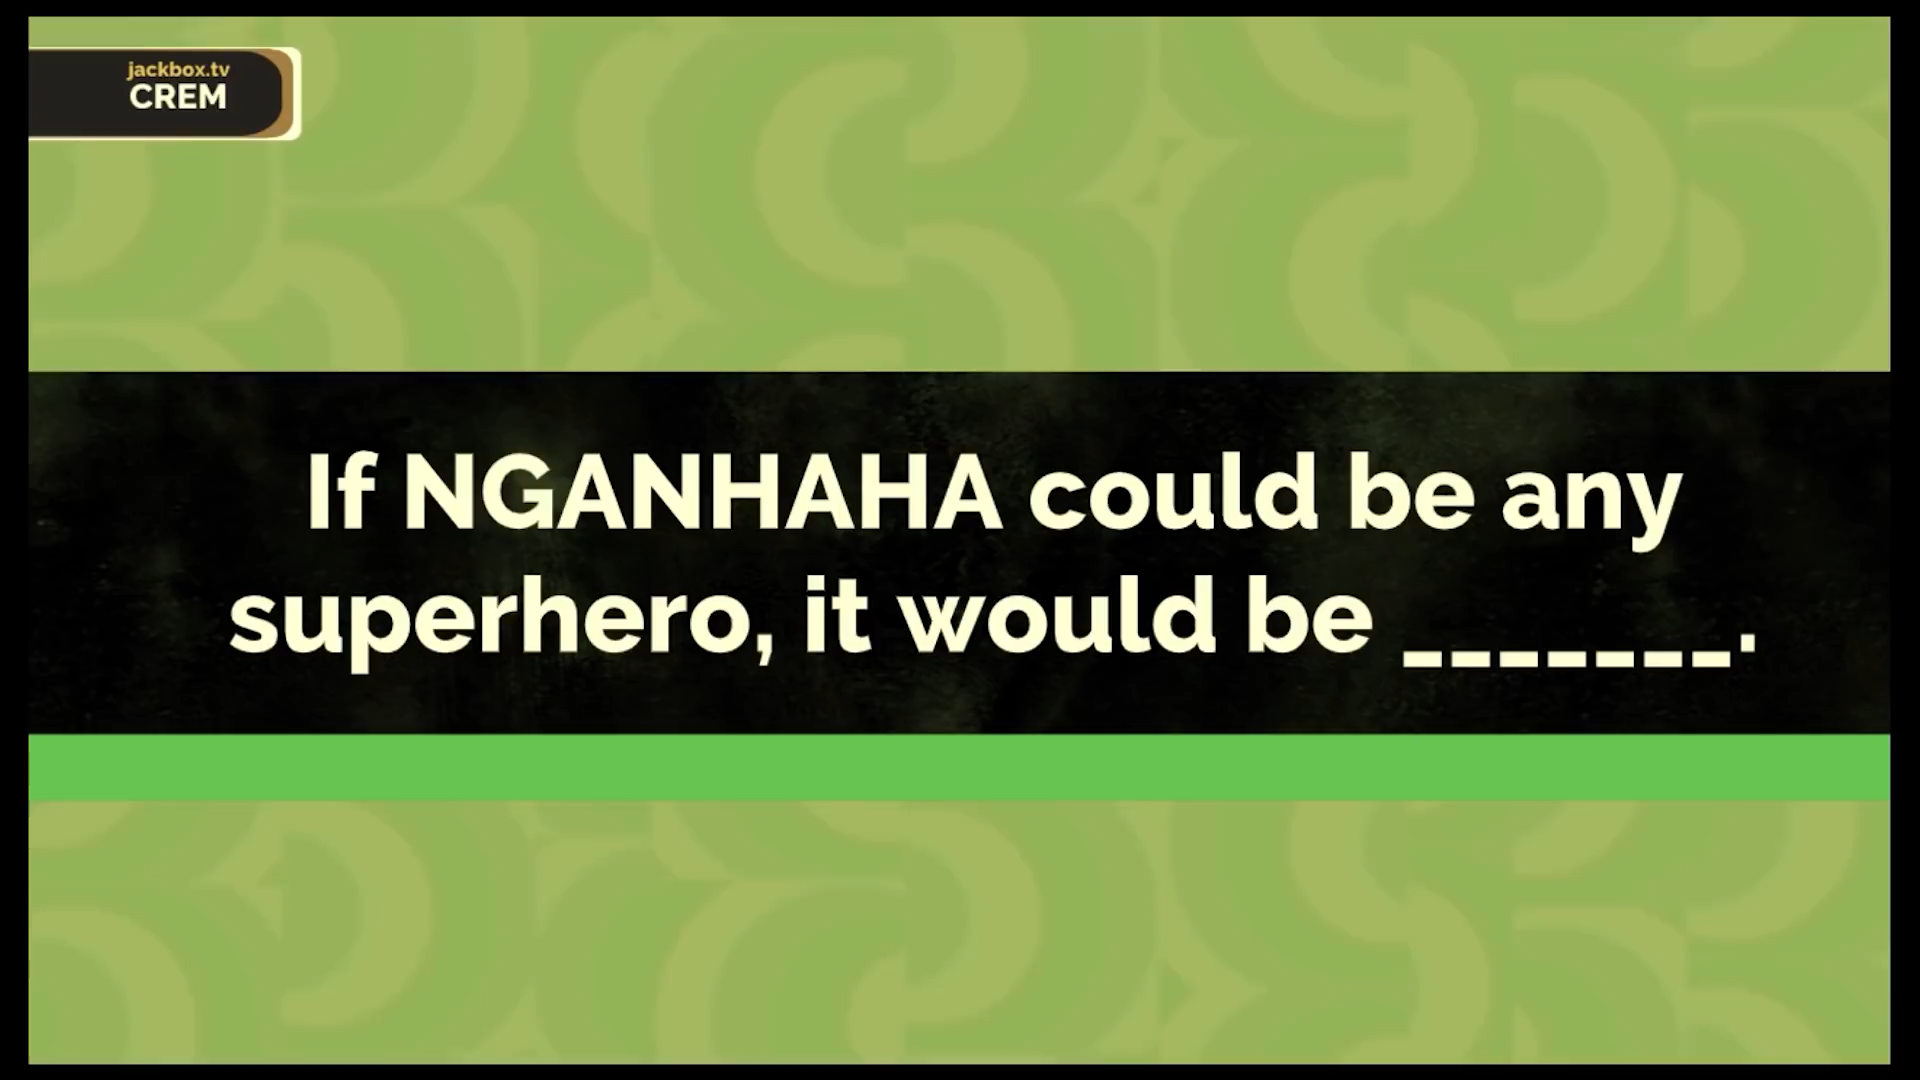 jackbox.tv
CREM
If NGANHAHA could be any
superhero, it would be _______.